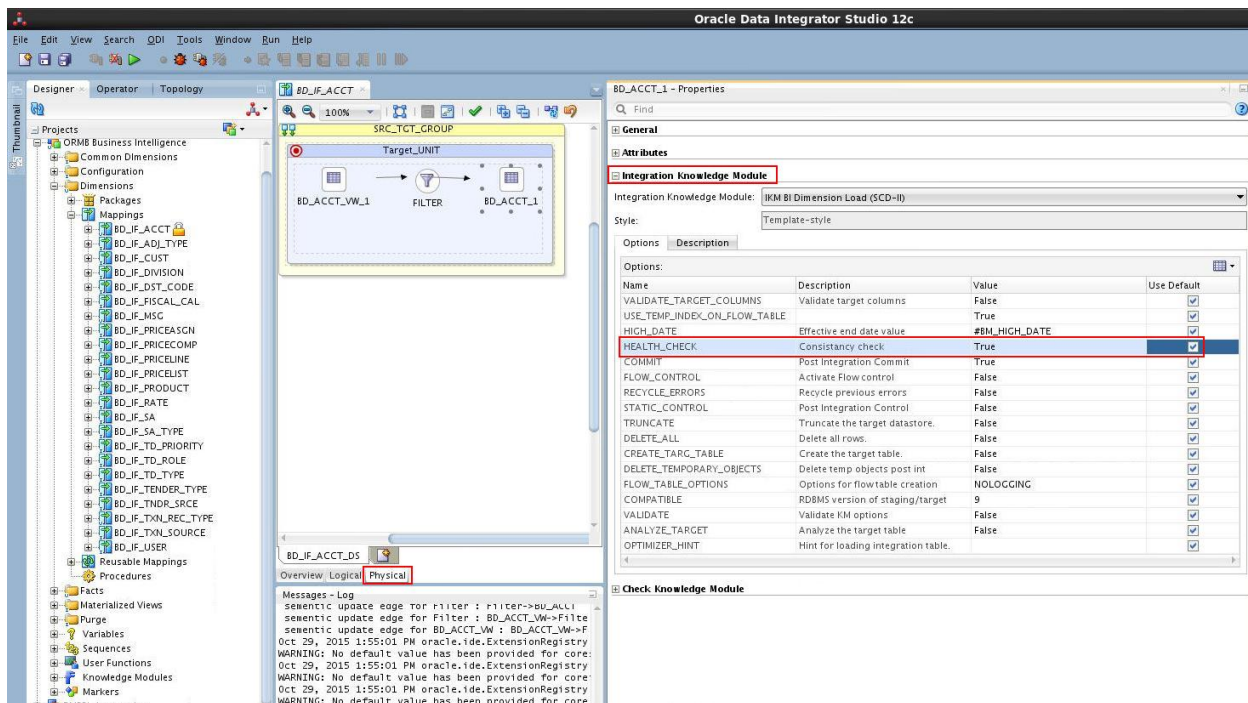 Oracle Data Integrator Studio 12c
File Edit View Search ODI Tools Window Run Help
Designer Operator Topology
Thumbnail
Projects
ORMB Business Intelligence
Common DImensions
Configuration
Dimensions
Packages
Mappings
BD_IF_ACCT
BD_IF_ADJ_TYPE
BD_IF_CUST
BD_IF_DIVISION
BD_IF_DST_CODE
BD_IF_FISCAL_CAL
BD_IF_MSG
BD_IF_PRICEASGN
BD_IF_PRICECOMP
BD_IF_PRICELINE
BD_IF_PRICELIST
BD_IF_PRODUCT
BD_IF_RATE
BD_IF_SA
BD_IF_SA_TYPE
BD_IF_TD_PRIORITY
BD_IF_TD_ROLE
BD_IF_TD_TYPE
BD_IF_TENDER_TYPE
BD_IF_TNDR_SRCE
BD_IF_TXN_REC_TYPE
BD_IF_TXN_SOURCE
BD_IF_USER
Reusable Mappings
Procedures
Facts
Materialized Views
Purge
Variables
Sequences
User Functions
Knowledge Modules
Markers
BD_IF_ACCT
100%
SRC_TGT_GROUP
Target_UNIT
BD_ACCT_VW_1 FILTER BD_ACCT_1
BD_IF_ACCT_DS
Overview Logical Physical
Messages - Log
sementic update edge for Filter : Filter->BD_ACCT
sementic update edge for Filter : BD_ACCT_VW->Filte
sementic update edge for BD_ACCT_VW : BD_ACCT_VW->F
Oct 29, 2015 1:55:01 PM oracle.ide.ExtensionRegistry
WARNING: No default value has been provided for core:
Oct 29, 2015 1:55:01 PM oracle.ide.ExtensionRegistry
WARNING: No default value has been provided for core
Oct 29, 2015 1:55:01 PM oracle.ide.ExtensionRegistry
WARNING: No default value has been provided for core
BD_ACCT_1 - Properties
Find
General
Attributes
Integration Knowledge Module
Integration Knowledge Module: IKM BI Dimension Load (SCD-II)
Style: Template-style
Options Description
Options:
Name Description Value Use Default
VALIDATE_TARGET_COLUMNS Validate target columns False
USE_TEMP_INDEX_ON_FLOW_TABLE True
HIGH_DATE Effective end date value #BM_HIGH_DATE
HEALTH_CHECK Consistancy check True
COMMIT Post Integration Commit True
FLOW_CONTROL Activate Flow control False
RECYCLE_ERRORS Recycle previous errors False
STATIC_CONTROL Post Integration Control False
TRUNCATE Truncate the target datastore. False
DELETE_ALL Delete all rows. False
CREATE_TARG_TABLE Create the target table. False
DELETE_TEMPORARY_OBJECTS Delete temp objects post int False
FLOW_TABLE_OPTIONS Options for flowtable creation NOLOGGING
COMPATIBLE RDBMS version of staging/target 9
VALIDATE Validate KM options False
ANALYZE_TARGET Analyze the target table False
OPTIMIZER_HINT Hint for loading integration table.
Check Knowledge Module